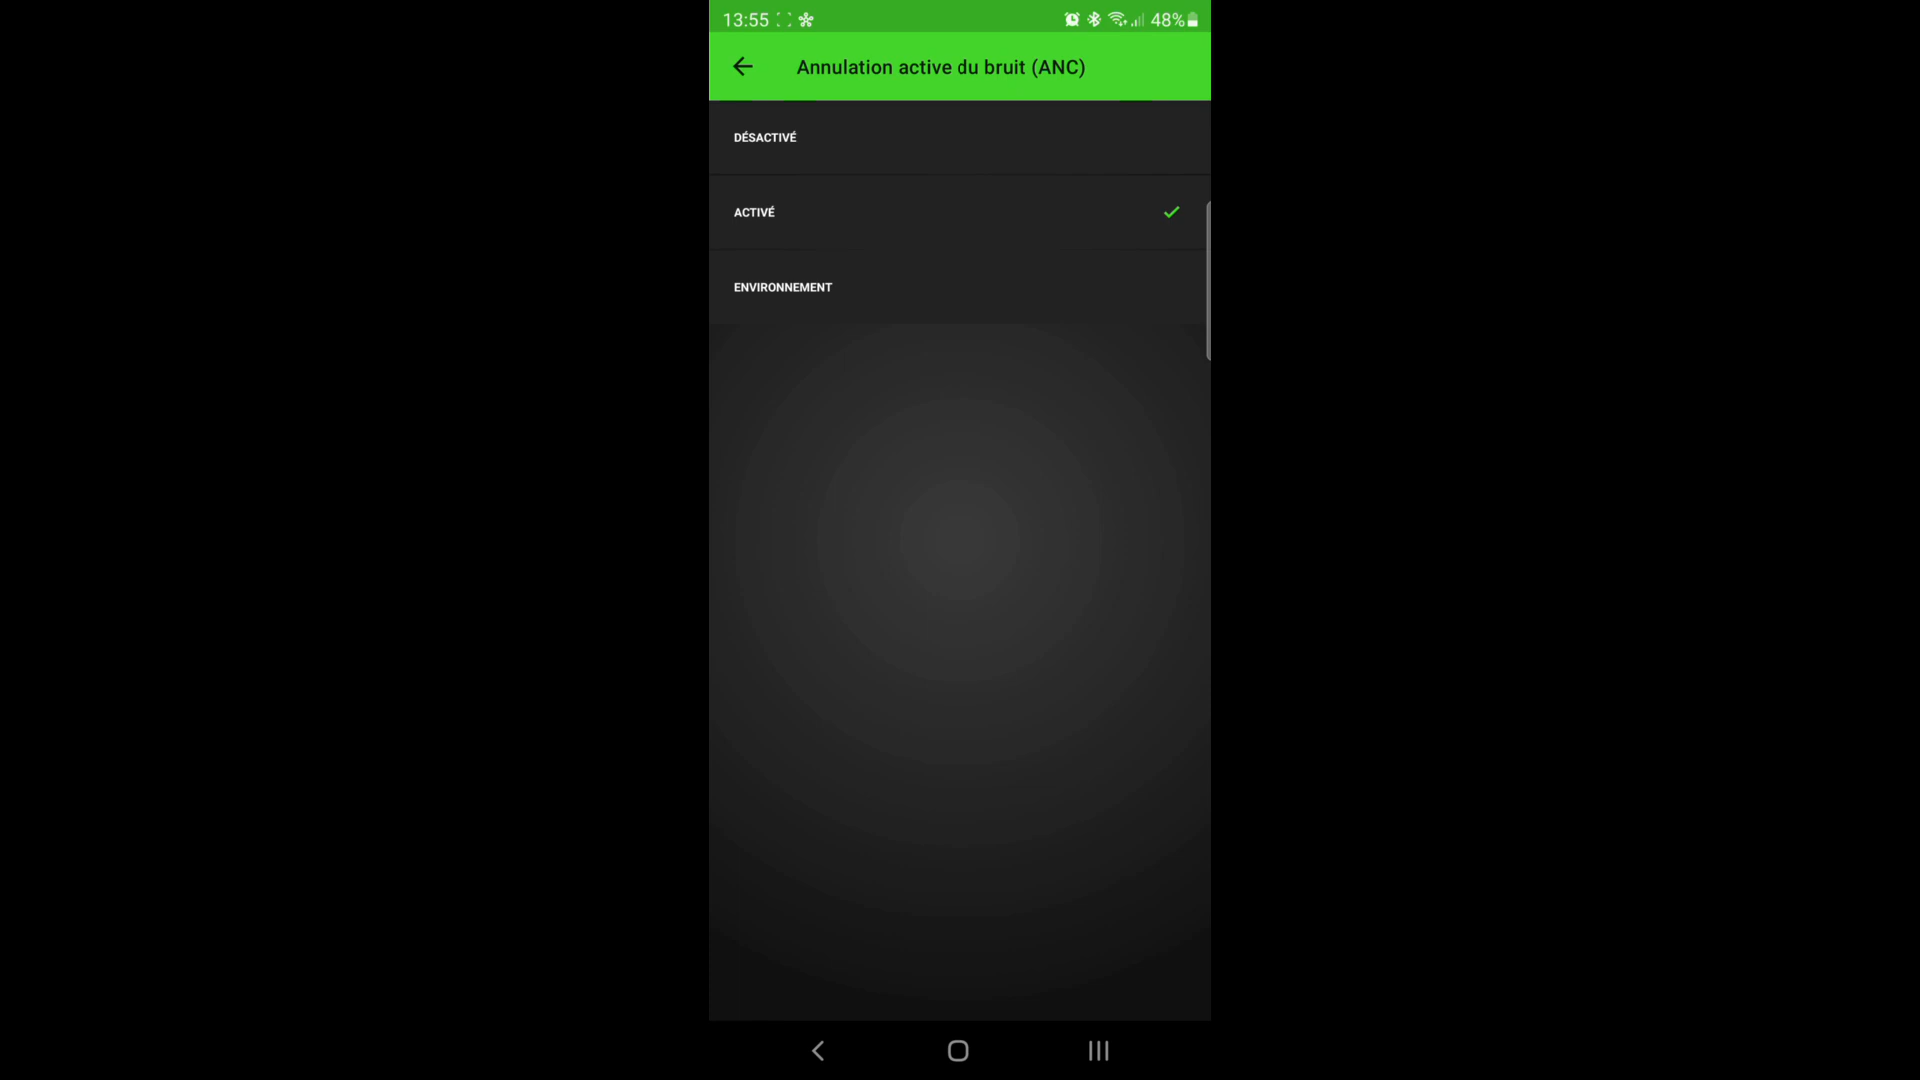 13:55 48%
Annulation active du bruit (ANC)
DÉSACTIVÉ
ACTIVÉ
ENVIRONNEMENT